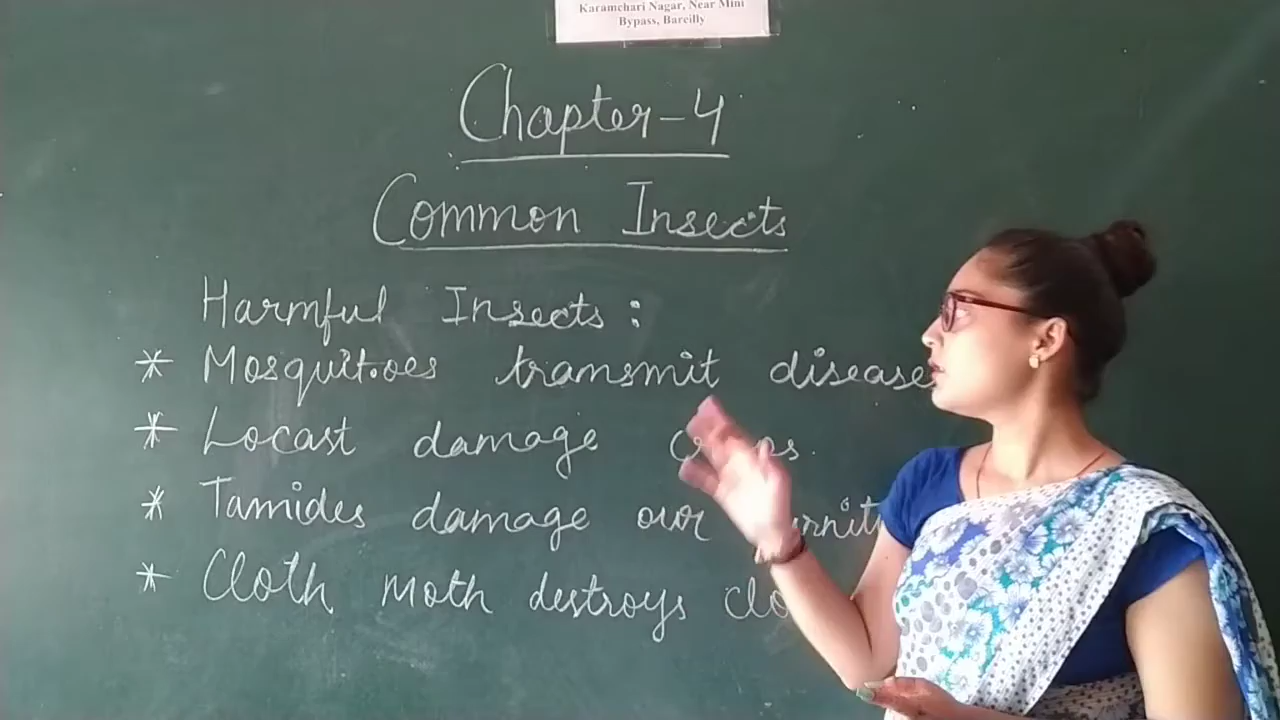 Karamchari Nagar, Near Mini
Bypass, Bareilly
Chapter-4
Common Insects
Harmful Insects:
* Mosquitoes transmit disease
* Locast damage crops.
* Tamides damage our
* Cloth Moth destroys